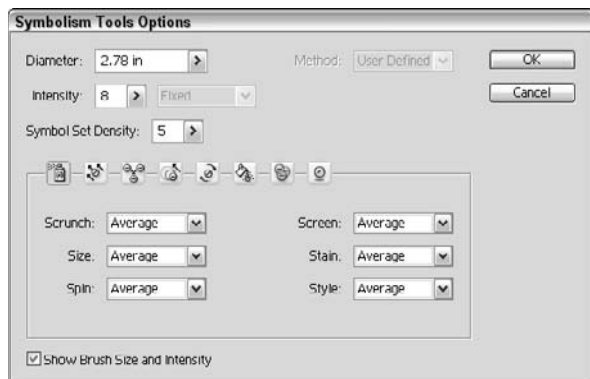 Symbolism Tools Options
Diameter: 2.78 in Method: User Defined OK
Intensity: 8 Fixed Cancel
Symbol Set Density: 5
Scrunch: Average Screen: Average
Size: Average Stain: Average
Spin: Average Style: Average
Show Brush Size and Intensity